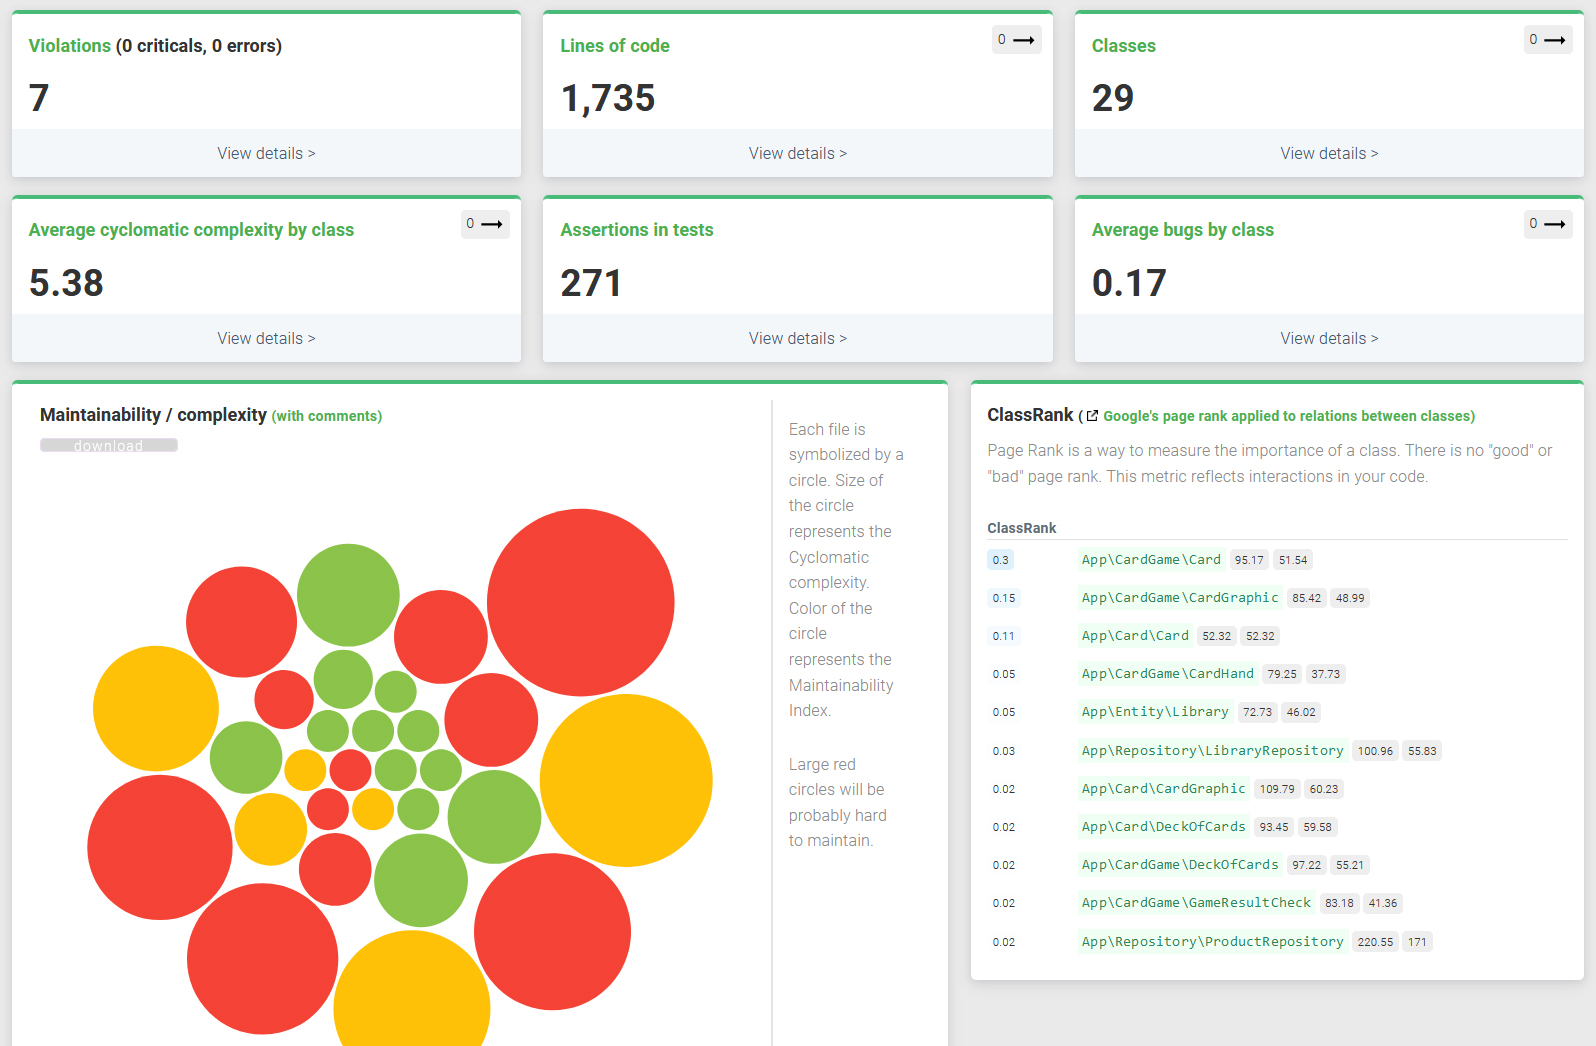 Violations (0 criticals, 0 errors)
7
View details >
Lines of code
0
1,735
View details >
Classes
0
29
View details >
Average cyclomatic complexity by class
0
5.38
View details >
Assertions in tests
271
View details >
Average bugs by class
0
0.17
View details >
Maintainability / complexity (with comments)
download
Each file is
symbolized by a
circle. Size of
the circle
represents the
Cyclomatic
complexity.
Color of the
circle
represents the
Maintainability
Index.
Large red
circles will be
probably hard
to maintain.
ClassRank ( Google's page rank applied to relations between classes)
Page Rank is a way to measure the importance of a class. There is no "good" or
"bad" page rank. This metric reflects interactions in your code.
ClassRank
0.3 App\CardGame\Card 95.17 51.54
0.15 App\CardGame\CardGraphic 85.42 48.99
0.11 App\Card\Card 52.32 52.32
0.05 App\CardGame\CardHand 79.25 37.73
0.05 App\Entity\Library 72.73 46.02
0.03 App\Repository\LibraryRepository 100.96 55.83
0.02 App\Card\CardGraphic 109.79 60.23
0.02 App\Card\DeckOfCards 93.45 59.58
0.02 App\CardGame\DeckOfCards 97.22 55.21
0.02 App\CardGame\GameResultCheck 83.18 41.36
0.02 App\Repository\ProductRepository 220.55 171